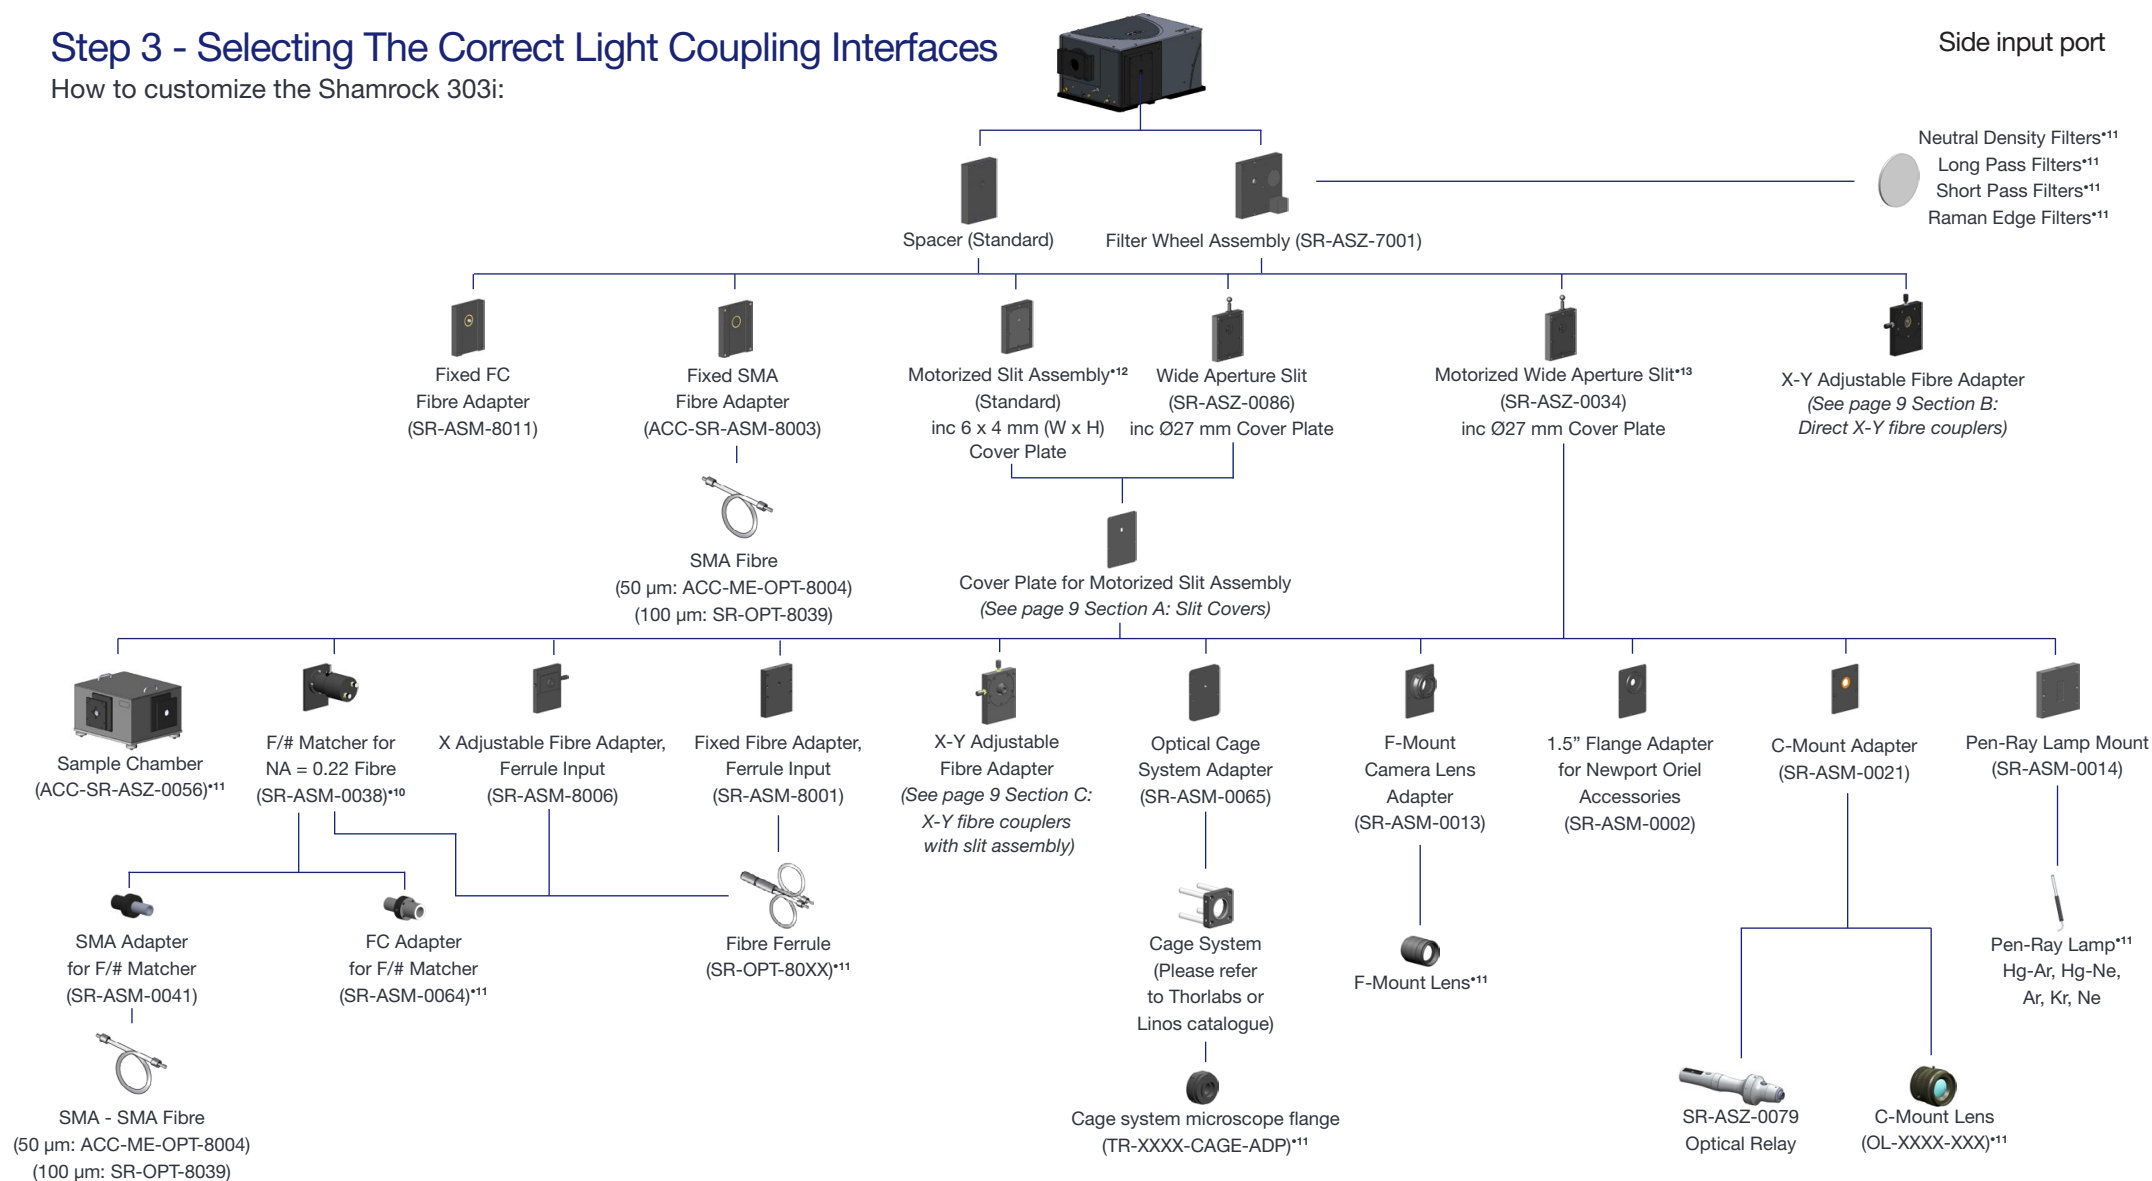 Step 3 - Selecting The Correct Light Coupling Interfaces
How to customize the Shamrock 303i:
Side input port
Neutral Density Filters•11
Long Pass Filters•11
Short Pass Filters•11
Raman Edge Filters•11
Spacer (Standard)
Filter Wheel Assembly (SR-ASZ-7001)
Fixed FC
Fibre Adapter
(SR-ASM-8011)
Fixed SMA
Fibre Adapter
(ACC-SR-ASM-8003)
Motorized Slit Assembly•12
(Standard)
inc 6 x 4 mm (W x H)
Cover Plate
Wide Aperture Slit
(SR-ASZ-0086)
inc Ø27 mm Cover Plate
Motorized Wide Aperture Slit•13
(SR-ASZ-0034)
inc Ø27 mm Cover Plate
X-Y Adjustable Fibre Adapter
(See page 9 Section B:
Direct X-Y fibre couplers)
SMA Fibre
(50 µm: ACC-ME-OPT-8004)
(100 µm: SR-OPT-8039)
Cover Plate for Motorized Slit Assembly
(See page 9 Section A: Slit Covers)
Sample Chamber
(ACC-SR-ASZ-0056)•11
F/# Matcher for
NA = 0.22 Fibre
(SR-ASM-0038)•10
X Adjustable Fibre Adapter,
Ferrule Input
(SR-ASM-8006)
Fixed Fibre Adapter,
Ferrule Input
(SR-ASM-8001)
X-Y Adjustable
Fibre Adapter
(See page 9 Section C:
X-Y fibre couplers
with slit assembly)
Optical Cage
System Adapter
(SR-ASM-0065)
F-Mount
Camera Lens
Adapter
(SR-ASM-0013)
1.5” Flange Adapter
for Newport Oriel
Accessories
(SR-ASM-0002)
C-Mount Adapter
(SR-ASM-0021)
Pen-Ray Lamp Mount
(SR-ASM-0014)
SMA Adapter
for F/# Matcher
(SR-ASM-0041)
FC Adapter
for F/# Matcher
(SR-ASM-0064)•11
Fibre Ferrule
(SR-OPT-80XX)•11
Cage System
(Please refer
to Thorlabs or
Linos catalogue)
F-Mount Lens•11
Pen-Ray Lamp•11
Hg-Ar, Hg-Ne,
Ar, Kr, Ne
SMA - SMA Fibre
(50 µm: ACC-ME-OPT-8004)
(100 µm: SR-OPT-8039)
Cage system microscope flange
(TR-XXXX-CAGE-ADP)•11
SR-ASZ-0079
Optical Relay
C-Mount Lens
(OL-XXXX-XXX)•11